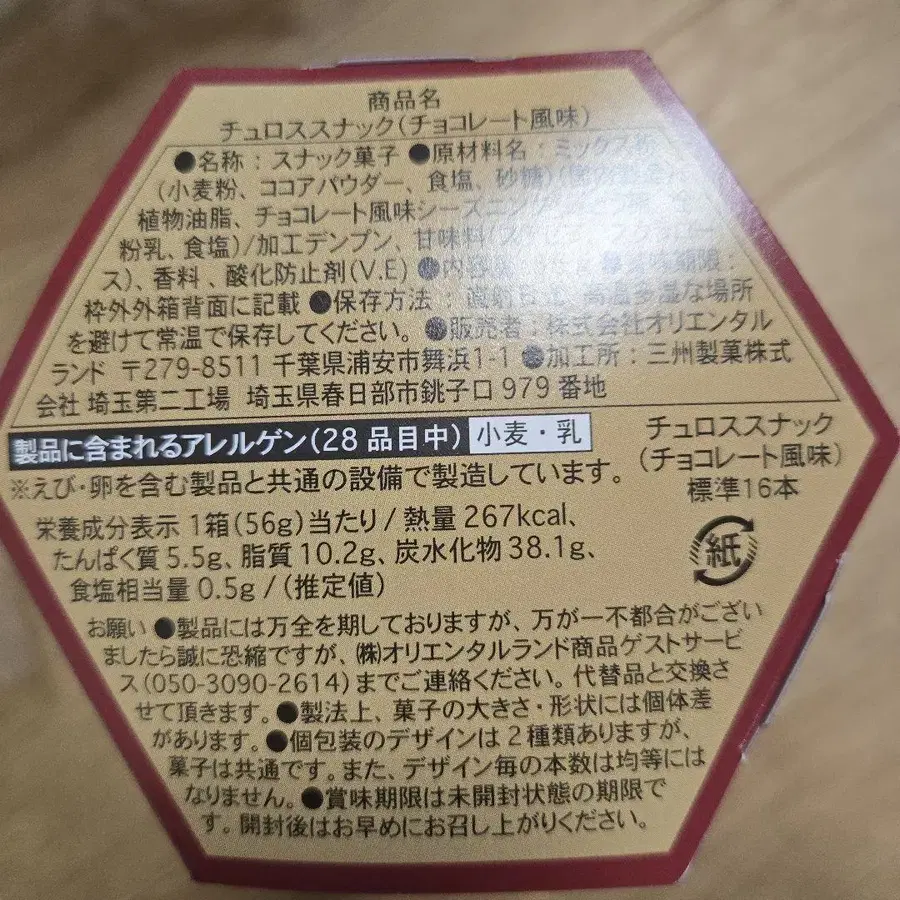 商品名
チュロススナック(チョコレート風味)
●名称：スナック菓子 ●原材料名：ミックス粉
(小麦粉、ココアパウダー、食塩、砂糖)
植物油脂、チョコレート風味シーズニング
粉乳、食塩)/加工デンプン、甘味料
ス)、香料、酸化防止剤(V.E) ●内容量
枠外外箱背面に記載 ●保存方法：直射日光、高温多湿な場所
を避けて常温で保存してください。●販売者：株式会社オリエンタル
ランド 〒279-8511 千葉県浦安市舞浜1-1 ●加工所：三州製菓株式
会社 埼玉第二工場 埼玉県春日部市銚子口979番地
製品に含まれるアレルゲン(28品目中) 小麦・乳
※えび・卵を含む製品と共通の設備で製造しています。
チュロススナック
(チョコレート風味)
標準16本
紙
栄養成分表示 1箱(56g)当たり/熱量267kcal、
たんぱく質5.5g、脂質10.2g、炭水化物38.1g、
食塩相当量0.5g/(推定値)
お願い ●製品には万全を期しておりますが、万が一不都合がござい
ましたら誠に恐縮ですが、㈱オリエンタルランド商品ゲストサービ
ス(050-3090-2614)までご連絡ください。代替品と交換さ
せて頂きます。●製法上、菓子の大きさ・形状には個体差
があります。●個包装のデザインは2種類ありますが、
菓子は共通です。また、デザイン毎の本数は均等には
なりません。●賞味期限は未開封状態の期限で
す。開封後はお早めにお召し上がりください。